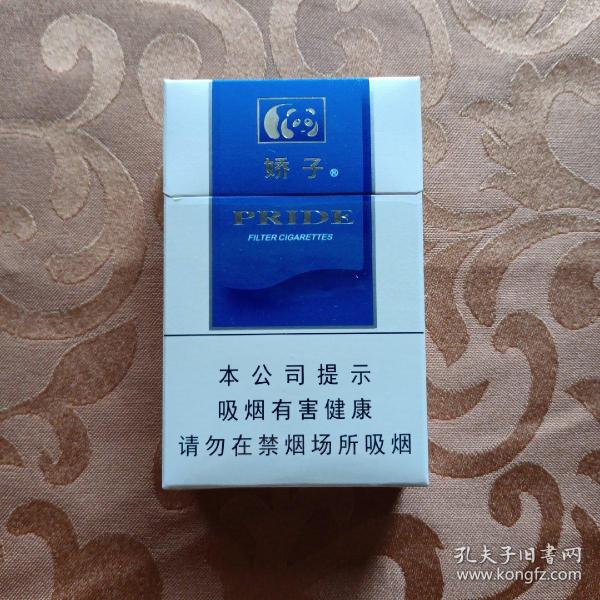 娇子®
PRIDE
FILTER CIGARETTES
本公司提示
吸烟有害健康
请勿在禁烟场所吸烟
孔夫子旧书网
www.kongfz.com